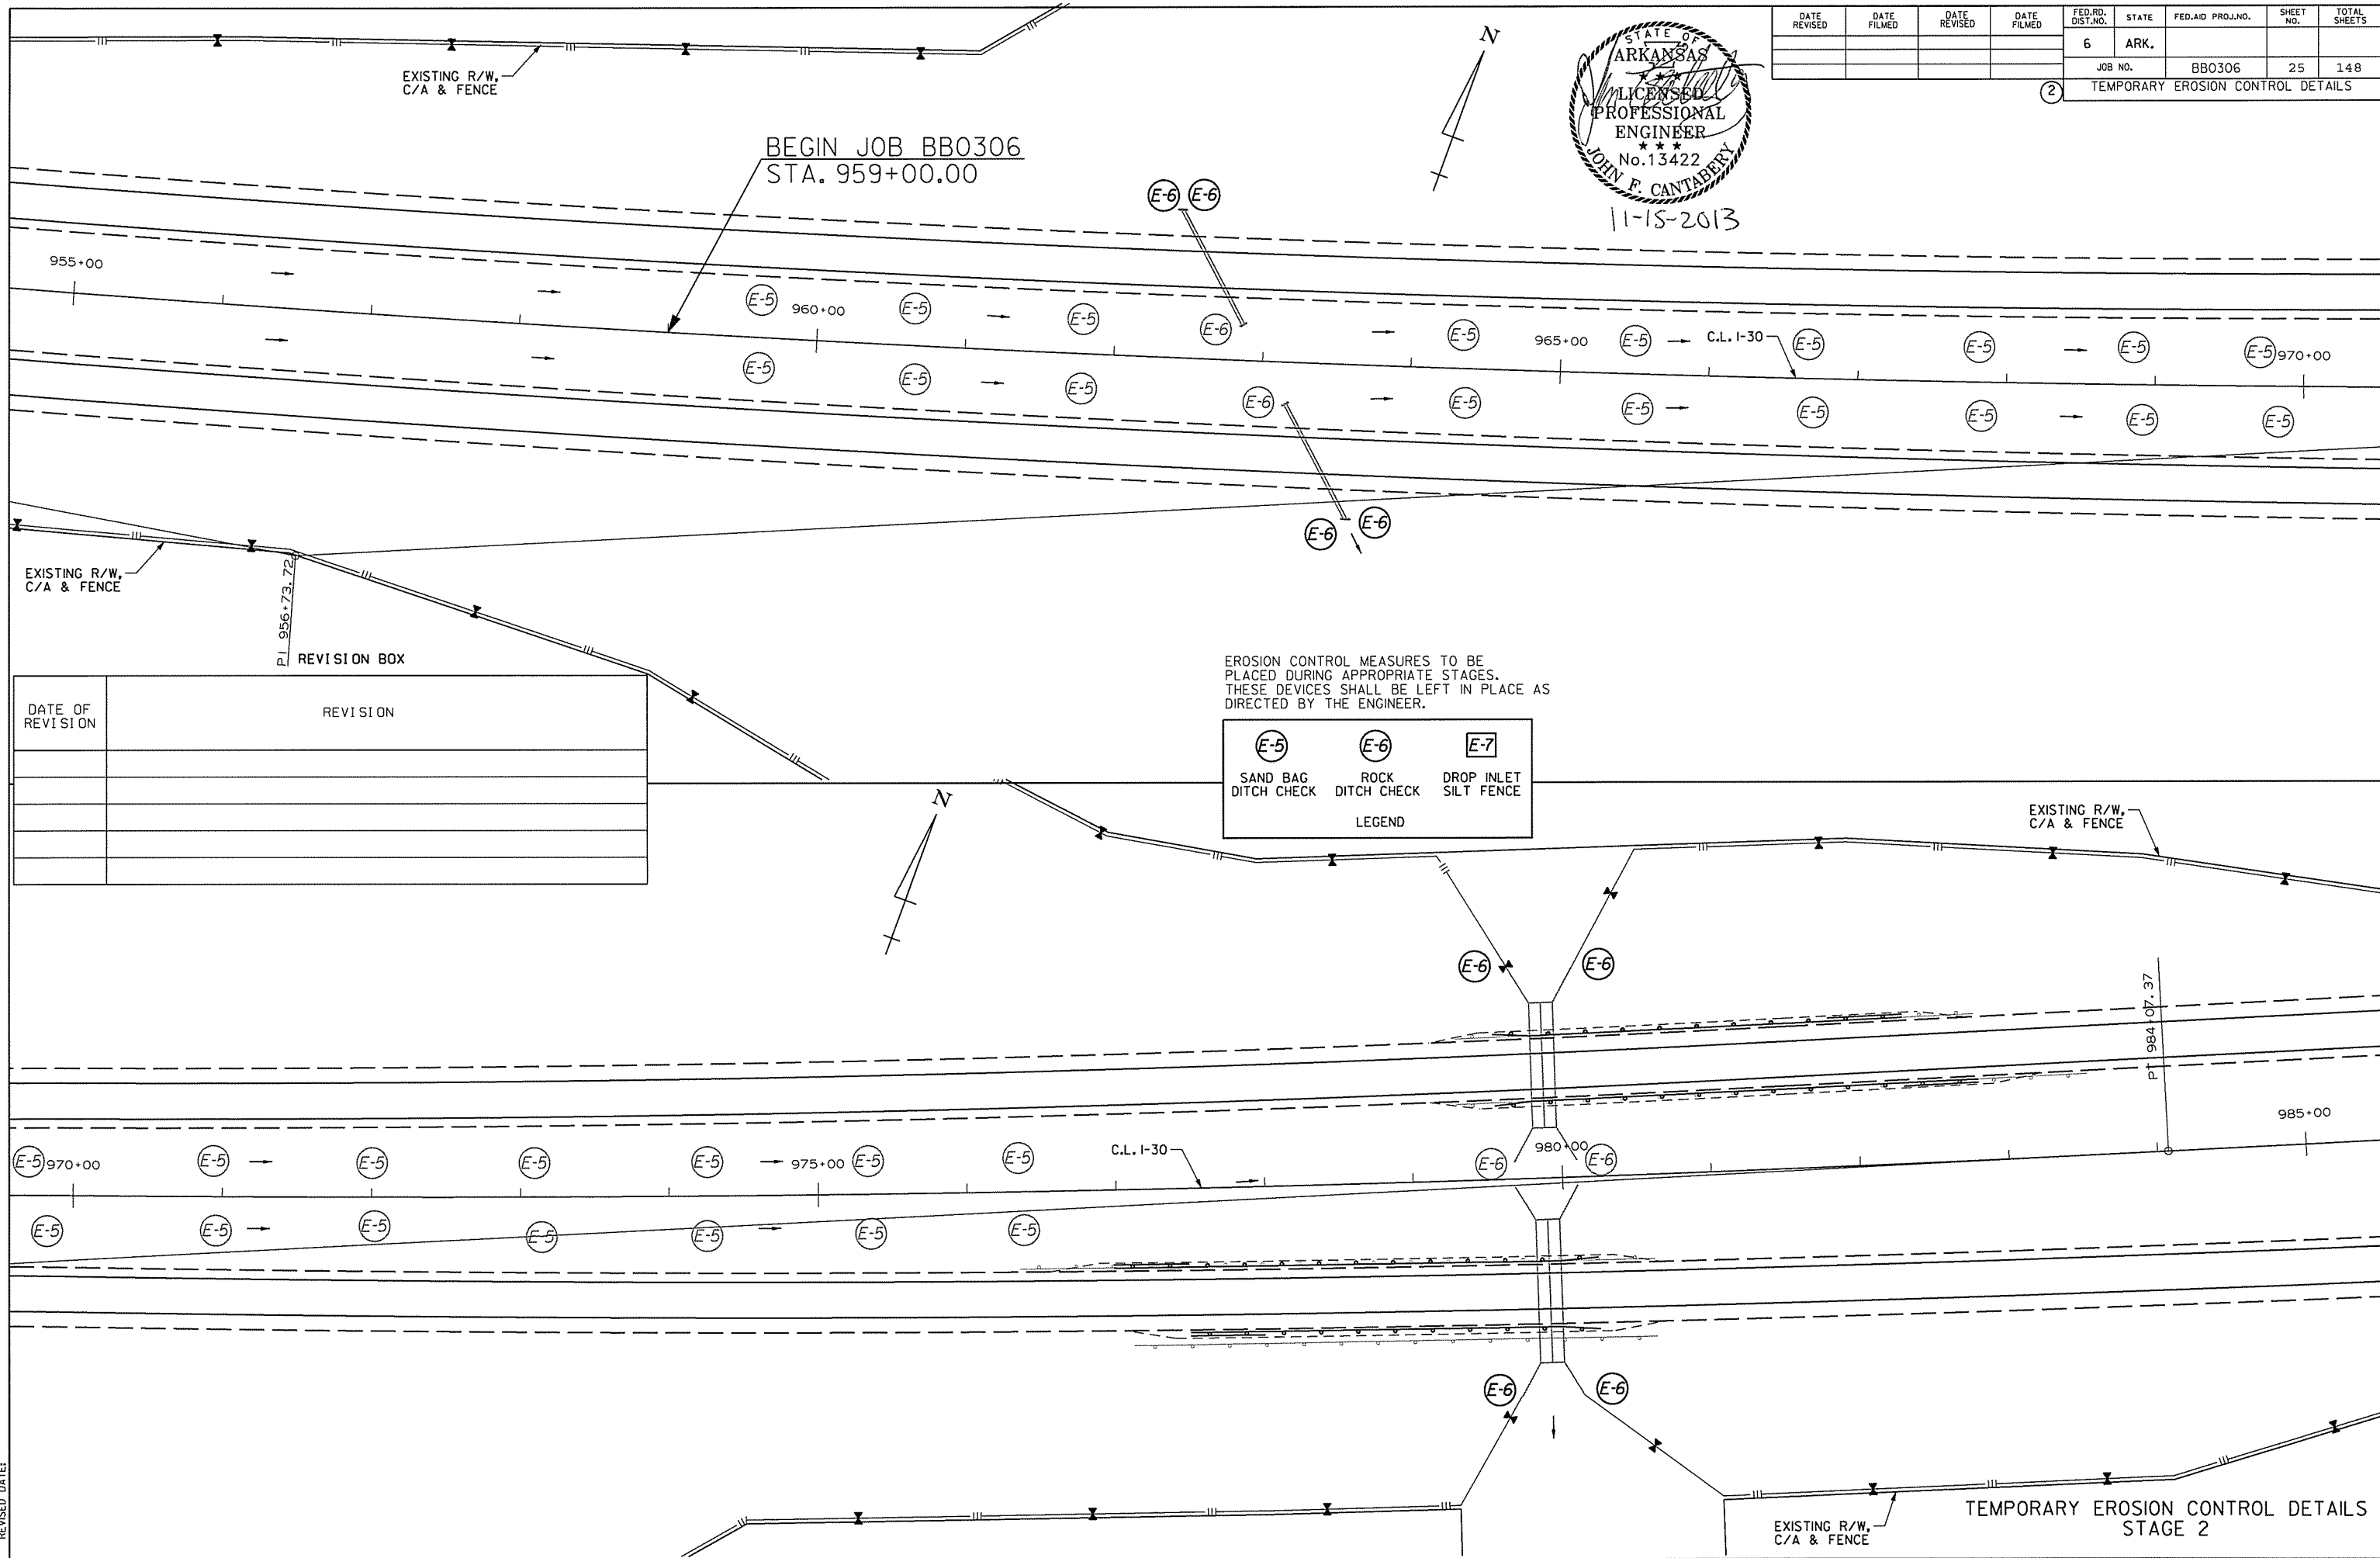 DATE REVISED
DATE FILMED
DATE REVISED
DATE FILMED
FED.RD. DIST.NO.
STATE
FED.AID PROJ.NO.
SHEET NO.
TOTAL SHEETS
6
ARK.
JOB NO.
BB0306
25
148
2
TEMPORARY EROSION CONTROL DETAILS
STATE OF
ARKANSAS
★ ★ ★
LICENSED
PROFESSIONAL
ENGINEER
★ ★ ★
No.13422
JOHN F. CANTABERY
11-15-2013
N
EXISTING R/W,
C/A & FENCE
BEGIN JOB BB0306
STA. 959+00.00
E-6 E-6
955+00
E-5
960+00
E-5
E-5
E-6
E-5
965+00
E-5
C.L. I-30
E-5
E-5
E-5
E-5
970+00
E-5
E-5
E-5
E-6
E-5
E-5
E-5
E-5
E-5
E-5
E-6
E-6
EXISTING R/W,
C/A & FENCE
PI 956+73.72
REVISION BOX
DATE OF REVISION
REVISION
EROSION CONTROL MEASURES TO BE
PLACED DURING APPROPRIATE STAGES.
THESE DEVICES SHALL BE LEFT IN PLACE AS
DIRECTED BY THE ENGINEER.
E-5
E-6
E-7
SAND BAG DITCH CHECK
ROCK DITCH CHECK
DROP INLET SILT FENCE
LEGEND
N
EXISTING R/W,
C/A & FENCE
E-6
E-6
PI 984+07.37
985+00
E-5
970+00
E-5
E-5
E-5
E-5
975+00
E-5
E-5
C.L. I-30
E-6
980+00
E-6
E-5
E-5
E-5
E-5
E-5
E-5
E-5
E-6
E-6
EXISTING R/W,
C/A & FENCE
TEMPORARY EROSION CONTROL DETAILS
STAGE 2
REVISED DATE: